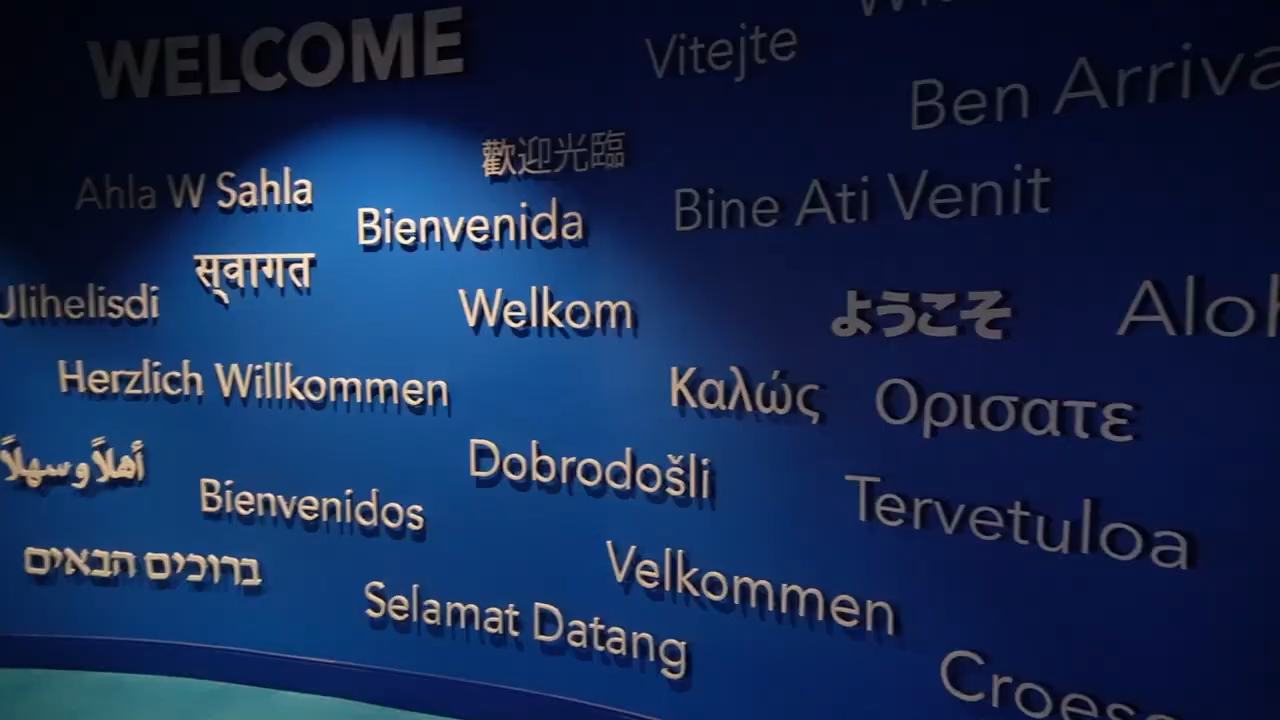 WELCOME
Vitejte
Ben Arriva
歡迎光臨
Ahla W Sahla
Bienvenida
Bine Ati Venit
स्वागत
Ulihelisdi
Welkom
ようこそ
Herzlich Willkommen
Καλώς Ορισατε
أهلاً و سهلاً
Dobrodošli
Bienvenidos
Tervetuloa
ברוכים הבאים
Velkommen
Selamat Datang